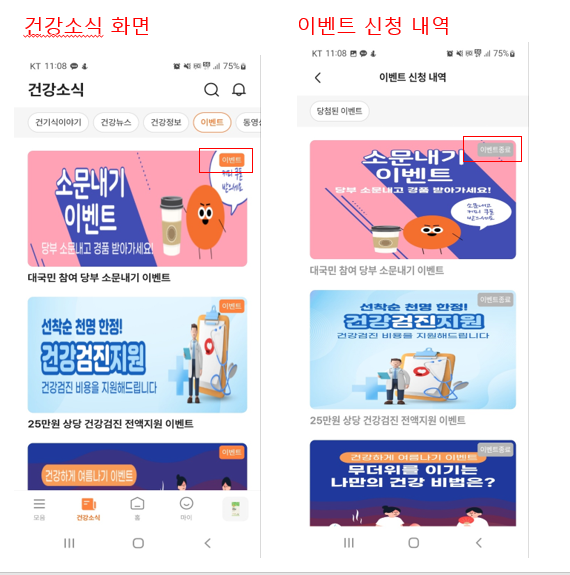 건강소식 화면
KT 11:08
75%
건강소식
건기식이야기
건강뉴스
건강정보
이벤트
동영상
이벤트
소문내기
이벤트
당부 소문내고 경품 받아가세요!
대국민 참여 당부 소문내기 이벤트
이벤트
선착순 천명 한정!
건강검진지원
건강검진 비용을 지원해드립니다
25만원 상당 건강검진 전액지원 이벤트
이벤트
건강하게 여름나기 이벤트
모음
건강소식
홈
마이
이벤트 신청 내역
KT 11:08
75%
이벤트 신청 내역
당첨된 이벤트
이벤트종료
소문내기
이벤트
당부 소문내고 경품 받아가세요!
대국민 참여 당부 소문내기 이벤트
이벤트종료
선착순 천명 한정!
건강검진지원
건강검진 비용을 지원해드립니다
25만원 상당 건강검진 전액지원 이벤트
이벤트종료
건강하게 여름나기 이벤트
무더위를 이기는
나만의 건강 비법은?